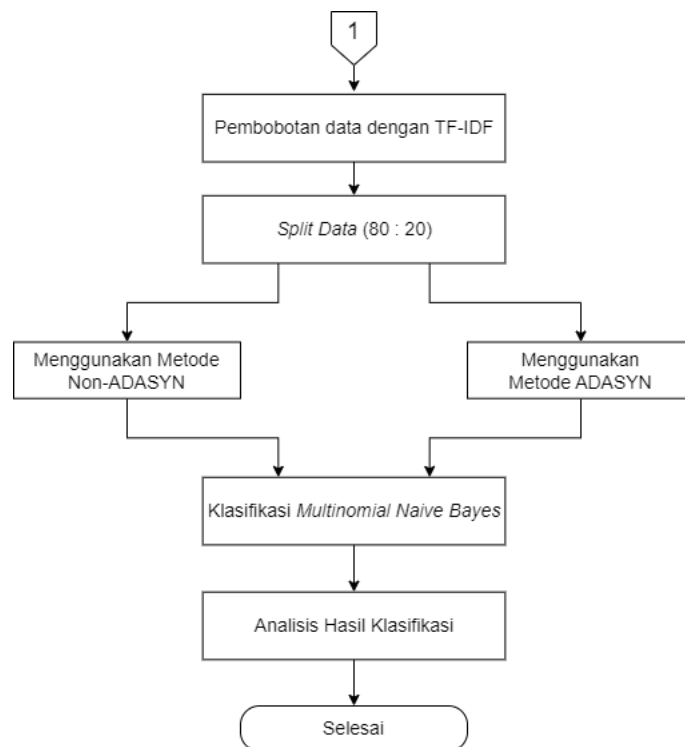 1
Pembobotan data dengan TF-IDF
Split Data (80 : 20)
Menggunakan Metode
Non-ADASYN
Menggunakan
Metode ADASYN
Klasifikasi Multinomial Naive Bayes
Analisis Hasil Klasifikasi
Selesai